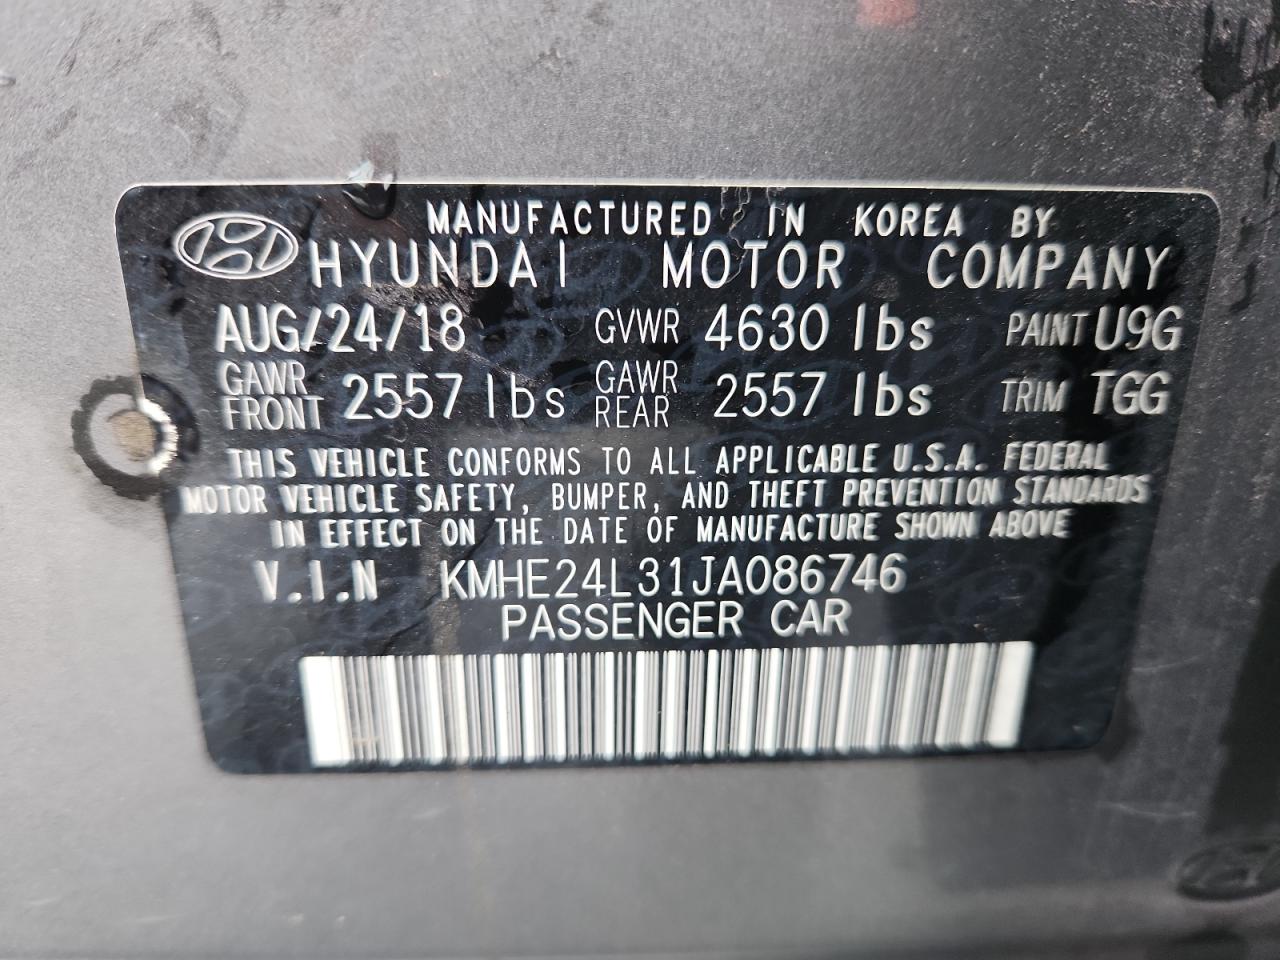 MANUFACTURED IN KOREA BY
HYUNDAI MOTOR COMPANY
AUG/24/18 GVWR 4630 lbs PAINT U9G
GAWR FRONT 2557 lbs GAWR REAR 2557 lbs TRIM TGG
THIS VEHICLE CONFORMS TO ALL APPLICABLE U.S.A. FEDERAL
MOTOR VEHICLE SAFETY, BUMPER, AND THEFT PREVENTION STANDARDS
IN EFFECT ON THE DATE OF MANUFACTURE SHOWN ABOVE
V.I.N KMHE24L31JA086746
PASSENGER CAR